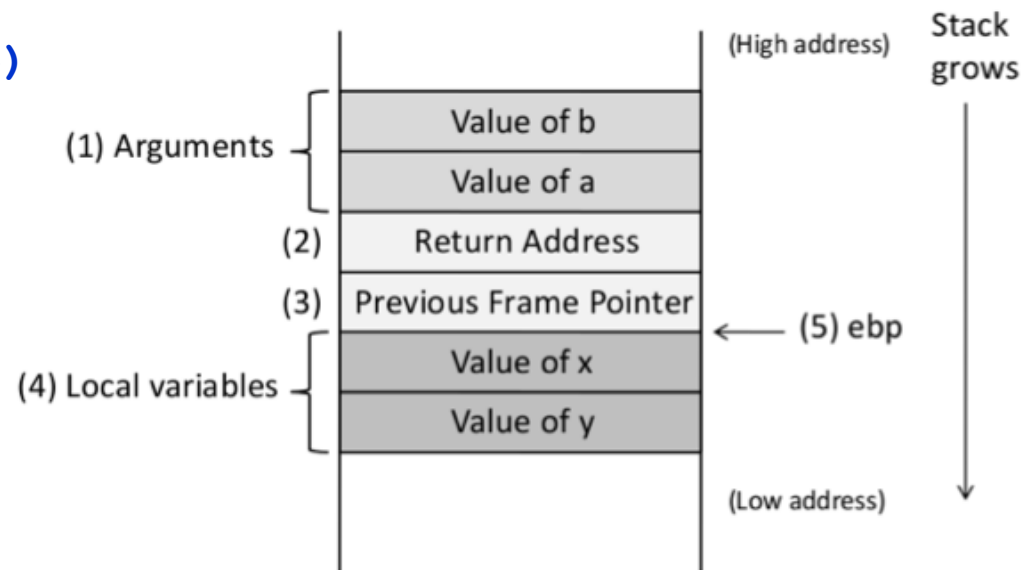 )
(High address)
Stack
grows
(1) Arguments
Value of b
Value of a
(2)
Return Address
(3)
Previous Frame Pointer
(5) ebp
(4) Local variables
Value of x
Value of y
(Low address)